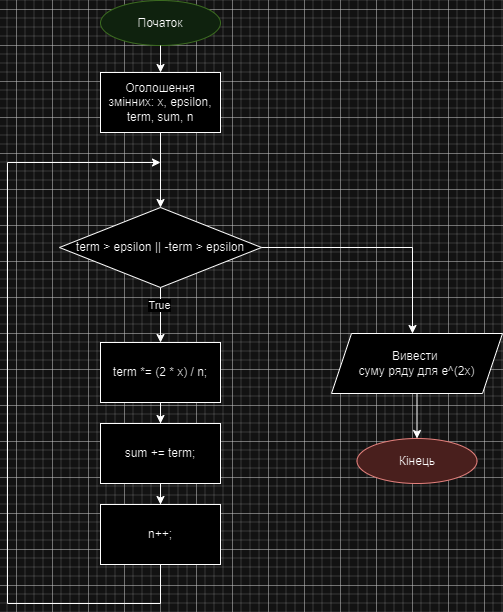 Початок
Оголошення
змінних: x, epsilon,
term, sum, n
term > epsilon || -term > epsilon
True
term *= (2 * x) / n;
Вивести
суму ряду для e^(2x)
sum += term;
Кінець
n++;